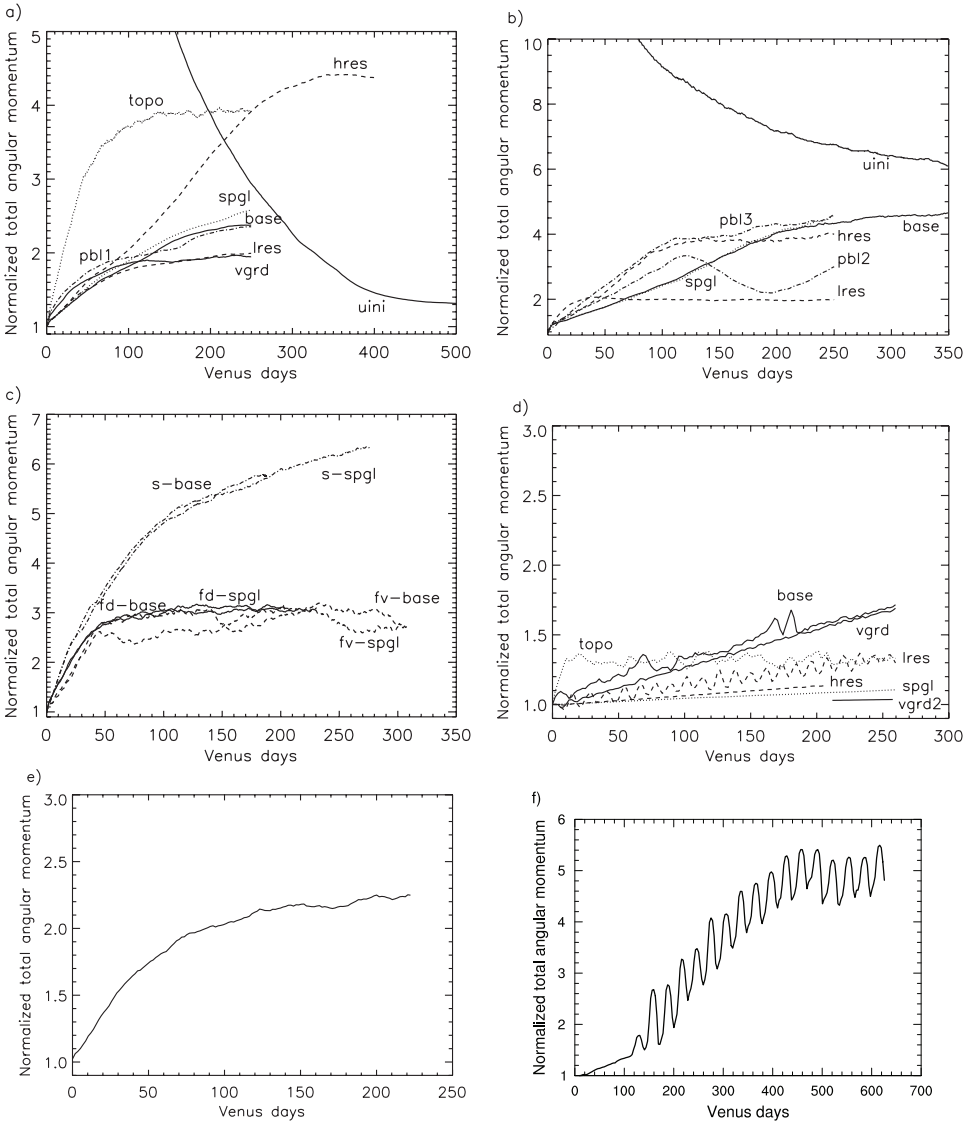 a)
Normalized total angular momentum
5
4
3
2
1
0
100
200
300
400
500
Venus days
topo
hres
spgl
base
pbl1
lres
vgrd
uini
b)
Normalized total angular momentum
10
8
6
4
2
0
50
100
150
200
250
300
350
Venus days
uini
pbl3
hres
base
pbl2
spgl
lres
c)
Normalized total angular momentum
7
6
5
4
3
2
1
0
50
100
150
200
250
300
350
Venus days
s-base
s-spgl
fd-base
fd-spgl
fv-base
fv-spgl
d)
Normalized total angular momentum
3.0
2.5
2.0
1.5
1.0
0
50
100
150
200
250
300
Venus days
base
vgrd
topo
lres
hres
spgl
vgrd2
e)
Normalized total angular momentum
3.0
2.5
2.0
1.5
1.0
0
50
100
150
200
250
Venus days
f)
Normalized total angular momentum
6
5
4
3
2
1
0
100
200
300
400
500
600
700
Venus days